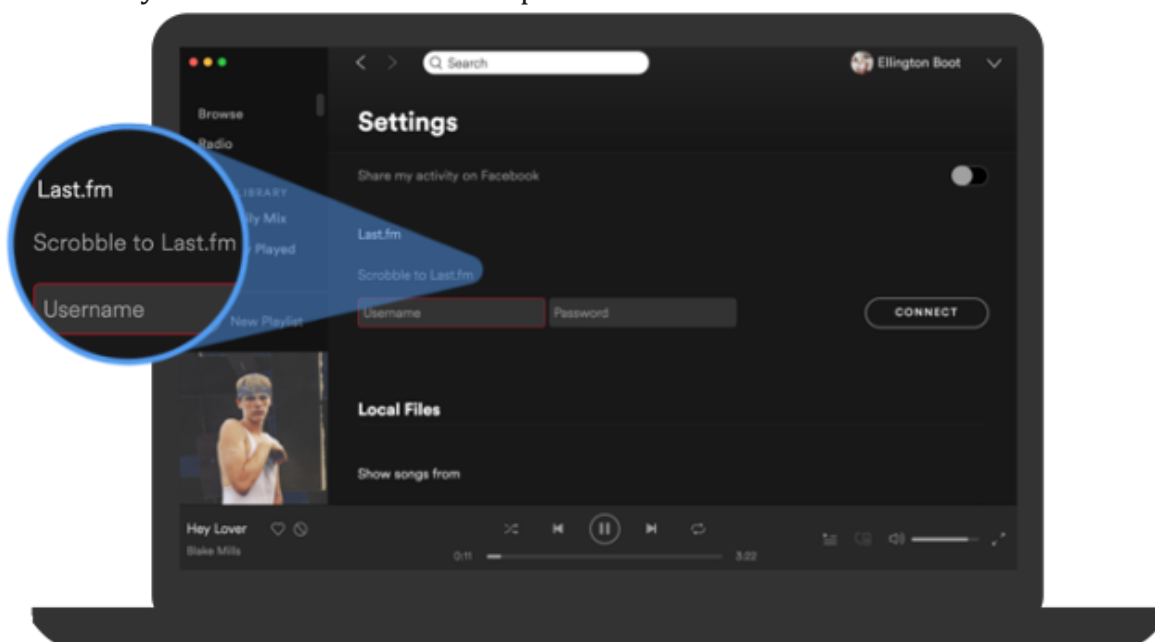 Search
Ellington Boot
Browse
Radio
Settings
Share my activity on Facebook
Last.fm
Scrobble to Last.fm
Username
LIBRARY
ily Mix
Played
New Playlist
Last.fm
Scrobble to Last.fm
Username
Password
CONNECT
Local Files
Show songs from
Hey Lover
Blake Mills
0:11
3:22